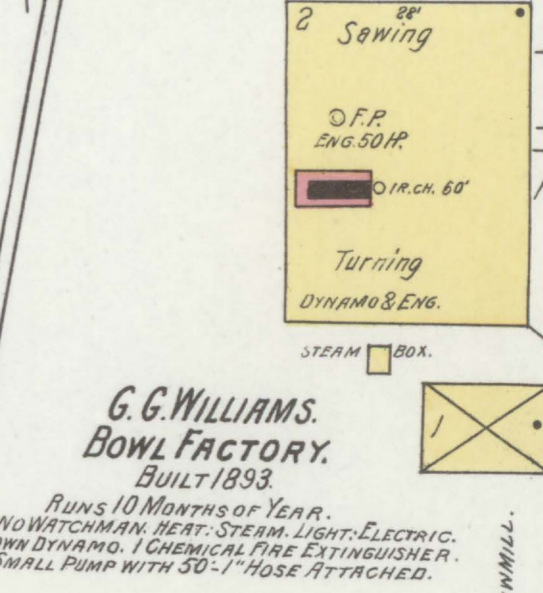 2
28'
Sawing
F.P.
ENG. 50 H.P.
IR. CH. 60'
Turning
DYNAMO & ENG.
STEAM BOX.
1
G. G. WILLIAMS.
BOWL FACTORY.
BUILT 1893.
RUNS 10 MONTHS OF YEAR.
NO WATCHMAN. HEAT: STEAM. LIGHT: ELECTRIC.
DYNAMO. 1 CHEMICAL FIRE EXTINGUISHER.
SMALL PUMP WITH 50'-1" HOSE ATTACHED.